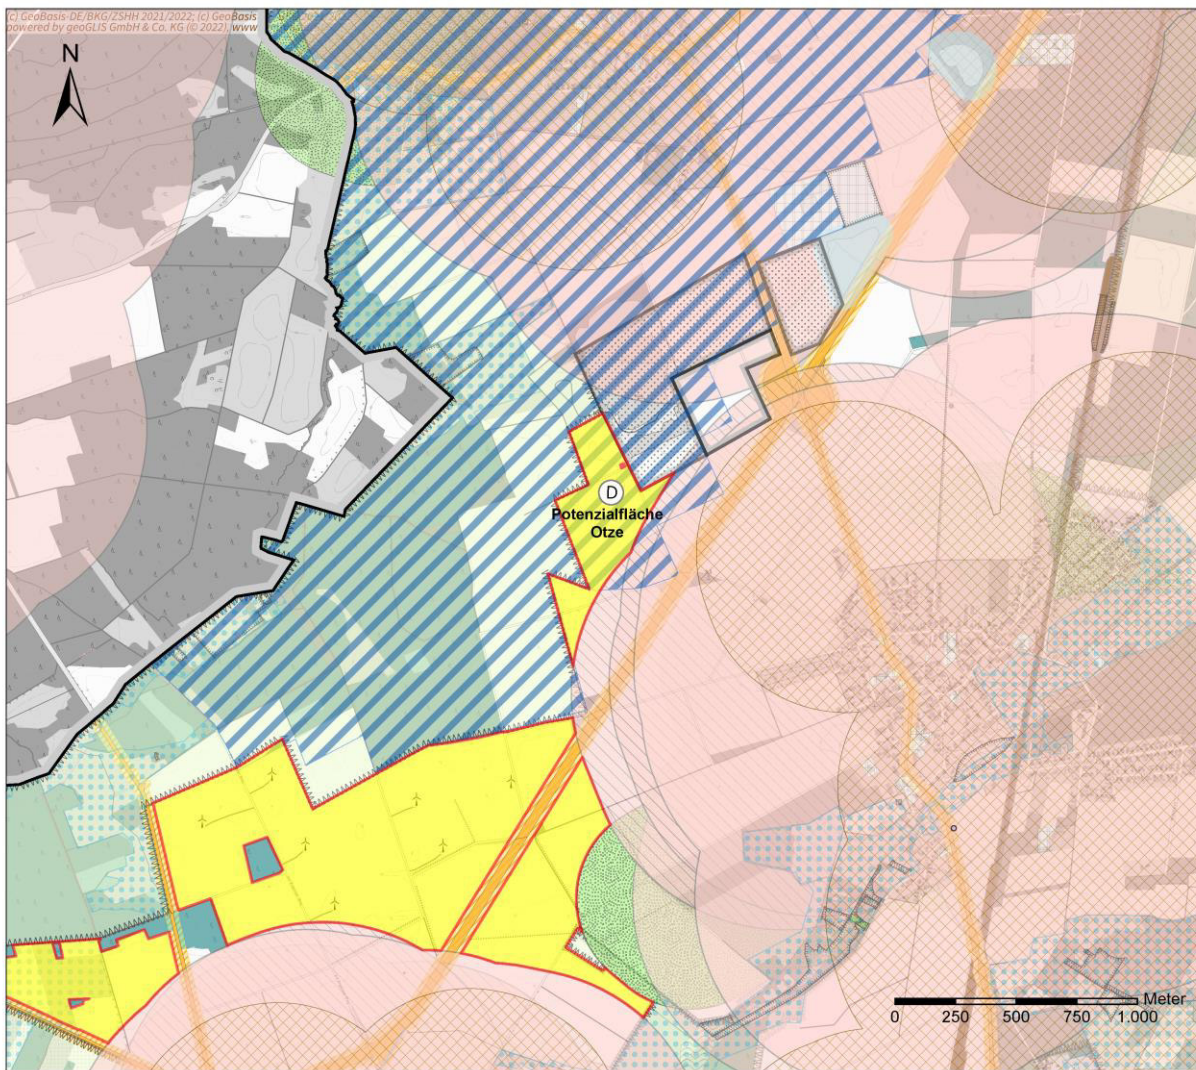 (c) GeoBasis-DE/BKG/ZSHH 2021/2022; (c) GeoBasis
powered by geoGLIS GmbH & Co. KG (© 2022), www
N
D
Potenzialfläche
Otze
Meter
0 250 500 750 1.000